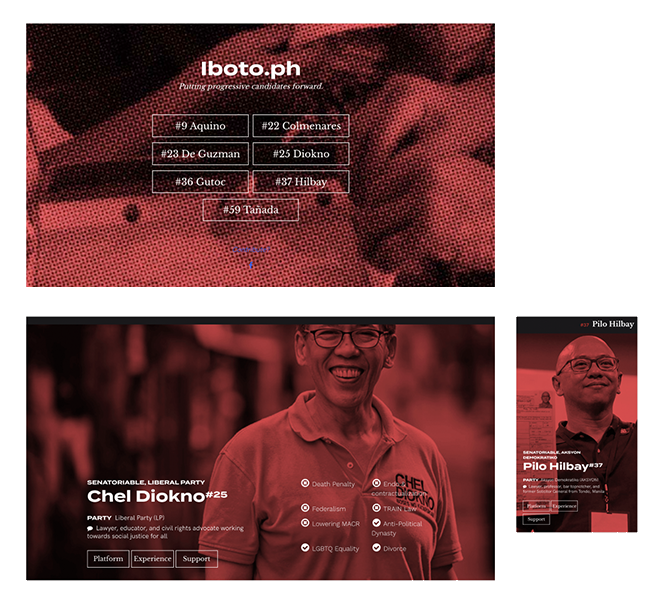 Iboto.ph
Putting progressive candidates forward.
#9 Aquino
#22 Colmenares
#23 De Guzman
#25 Diokno
#36 Gutoc
#37 Hilbay
#59 Tañada
SENATORIABLE, LIBERAL PARTY
Chel Diokno#25
PARTY Liberal Party (LP)
Lawyer, educator, and civil rights advocate working
towards social justice for all
Platform
Experience
Support
Death Penalty
Endo &
contractualization
Federalism
TRAIN Law
Lowering MACR
Anti-Political
Dynasty
LGBTQ Equality
Divorce
CHEL
DIOKNO
#37 Pilo Hilbay
SENATORIABLE, AKSYON
DEMOKRATIKO
Pilo Hilbay#37
PARTY Aksyon Demokratiko (AKSYON)
Lawyer, professor, bar topnotcher, and
former Solicitor General from Tondo, Manila
Platform
Experience
Support